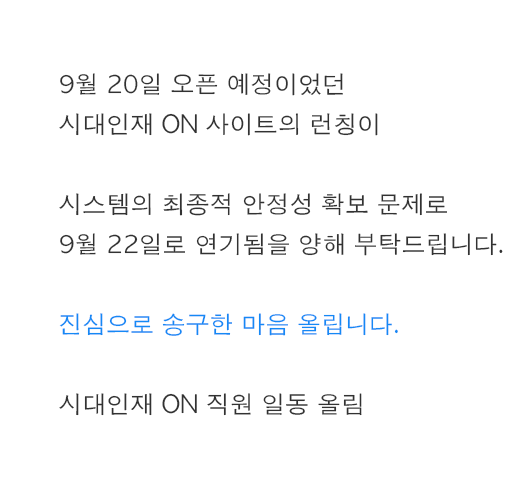 9월 20일 오픈 예정이었던
시대인재 ON 사이트의 런칭이
시스템의 최종적 안정성 확보 문제로
9월 22일로 연기됨을 양해 부탁드립니다.
진심으로 송구한 마음 올립니다.
시대인재 ON 직원 일동 올림